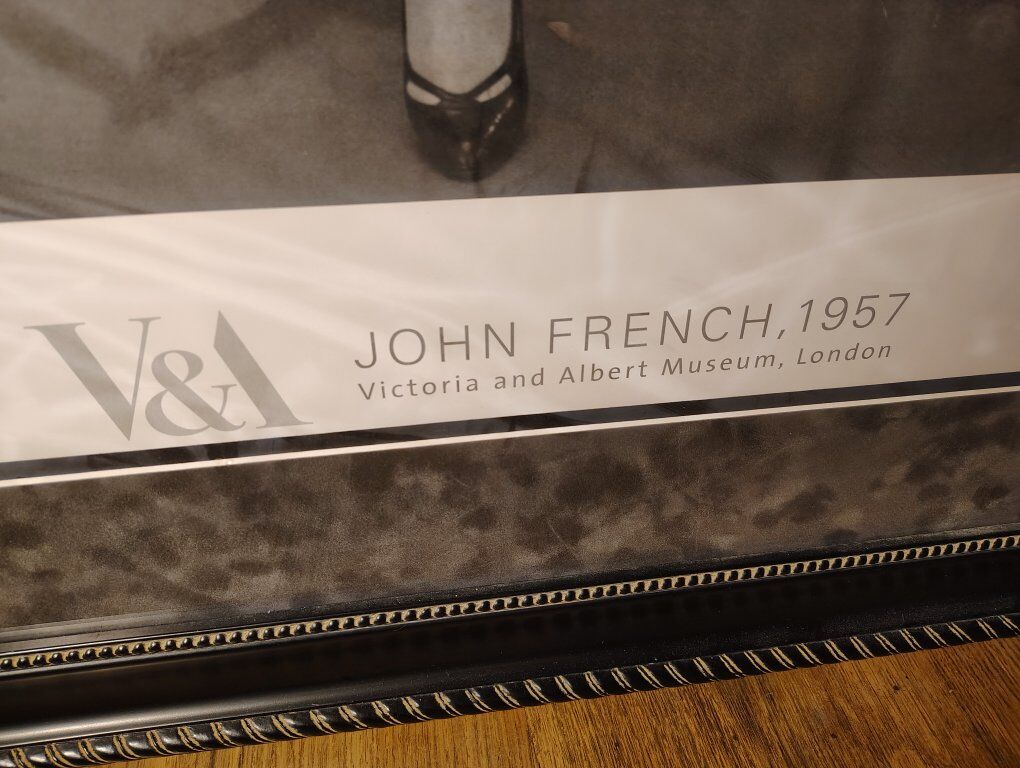 V&A
JOHN FRENCH, 1957
Victoria and Albert Museum, London